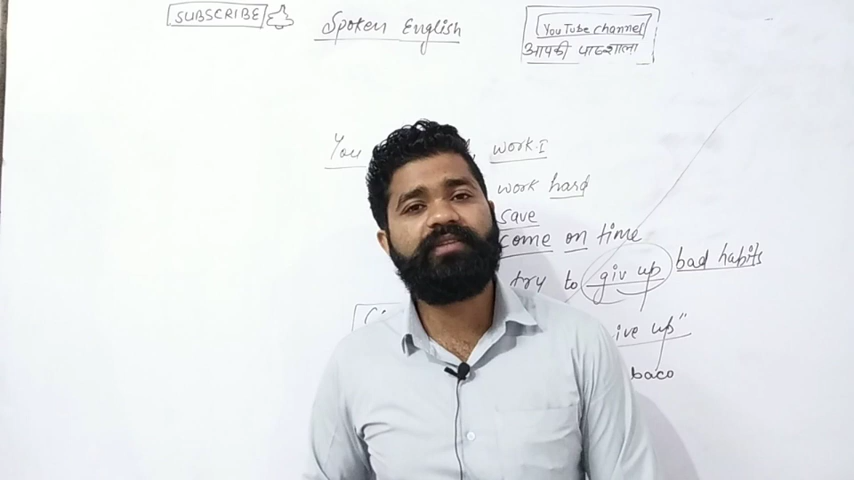 SUBSCRIBE
Spoken English
YouTube channel
आपकी पाठशाला
You work-I
work hard
save
come on time
try to giv up bad habits
ive up"
baco